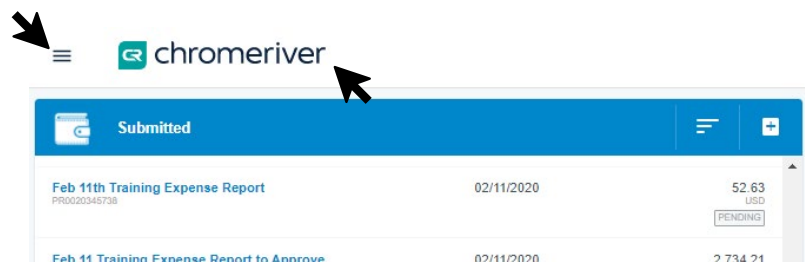 CR chromeriver
Submitted
Feb 11th Training Expense Report 02/11/2020 52.63
PR0020345738 USD
PENDING
Feb 11 Training Expense Report to Approve 02/11/2020 2,734.21